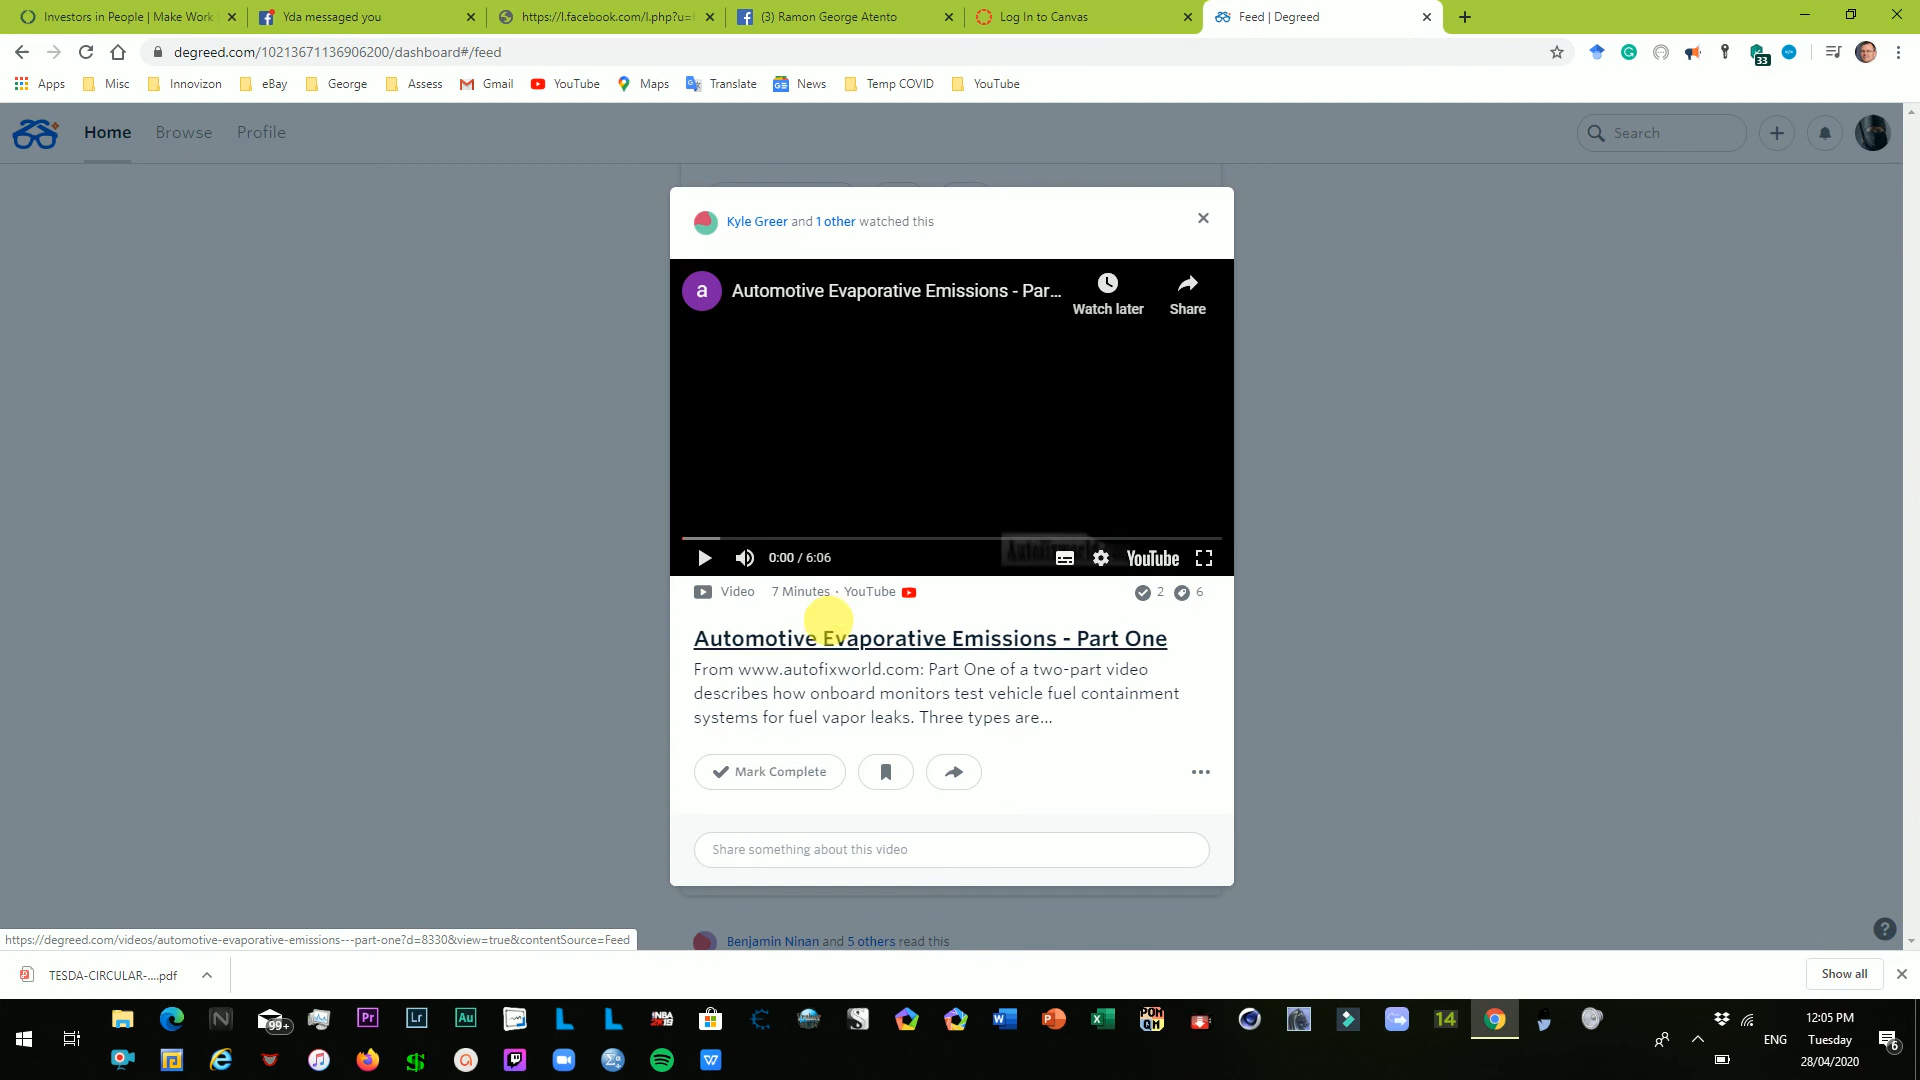 Investors in People | Make Work
Yda messaged you
https://l.facebook.com/l.php?u=
(3) Ramon George Atento
Log In to Canvas
Feed | Degreed
degreed.com/10213671136906200/dashboard#/feed
33
Apps
Misc
Innovizon
eBay
George
Assess
Gmail
YouTube
Maps
Translate
News
Temp COVID
YouTube
Home
Browse
Profile
Search
Kyle Greer and 1 other watched this
a
Automotive Evaporative Emissions - Par...
Watch later
Share
0:00 / 6:06
YouTube
Video 7 Minutes · YouTube
2
6
Automotive Evaporative Emissions - Part One
From www.autofixworld.com: Part One of a two-part video
describes how onboard monitors test vehicle fuel containment
systems for fuel vapor leaks. Three types are...
Mark Complete
Share something about this video
https://degreed.com/videos/automotive-evaporative-emissions---part-one?d=8330&view=true&contentSource=Feed
Benjamin Ninan and 5 others read this
TESDA-CIRCULAR-....pdf
Show all
99+
Pr
Lr
Au
14
ENG
12:05 PM
Tuesday
28/04/2020
6